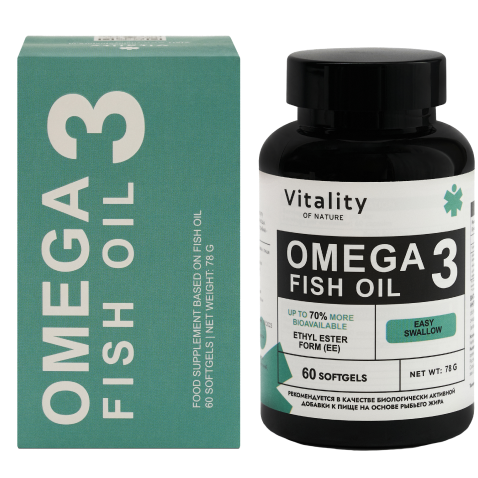 OMEGA 3
FISH OIL
FOOD SUPPLEMENT BASED ON FISH OIL
60 SOFTGELS | NET WEIGHT: 78 G
Vitality
OF NATURE
OMEGA 3
FISH OIL
UP TO 70% MORE
BIOAVAILABLE
ETHYL ESTER
FORM (EE)
EASY
SWALLOW
60 SOFTGELS
NET WT: 78 G
РЕКОМЕНДУЕТСЯ В КАЧЕСТВЕ БИОЛОГИЧЕСКИ АКТИВНОЙ
ДОБАВКИ К ПИЩЕ НА ОСНОВЕ РЫБЬЕГО ЖИРА